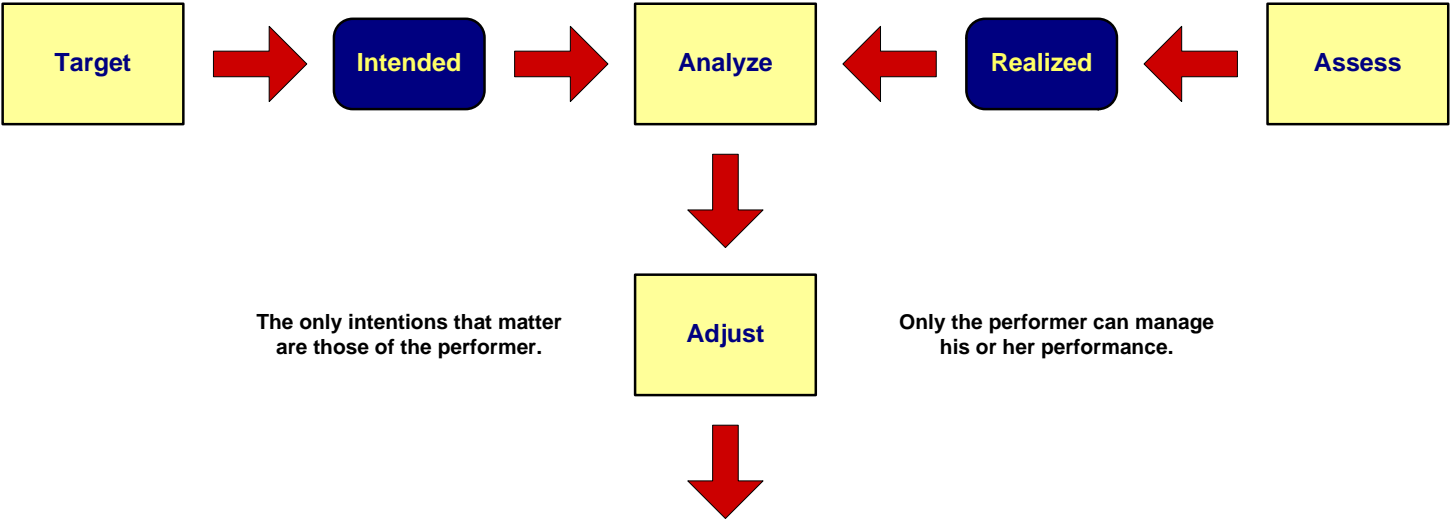 Target
Intended
Analyze
Realized
Assess
The only intentions that matter
are those of the performer.
Adjust
Only the performer can manage
his or her performance.